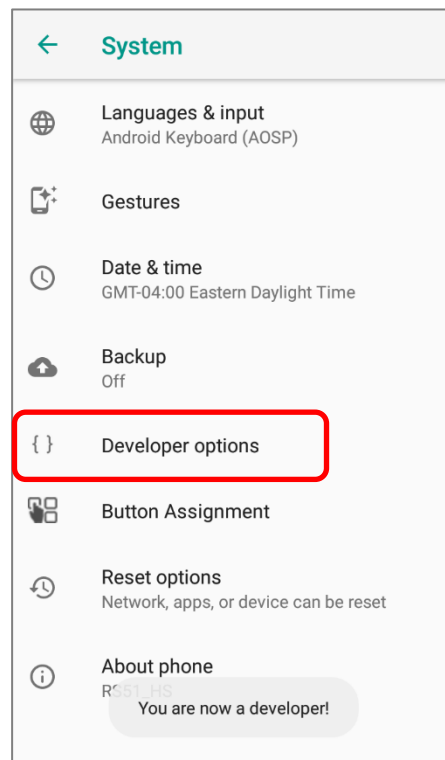 System
Languages & input
Android Keyboard (AOSP)
Gestures
Date & time
GMT-04:00 Eastern Daylight Time
Backup
Off
{ } Developer options
Button Assignment
Reset options
Network, apps, or device can be reset
About phone
RS51_HS
You are now a developer!